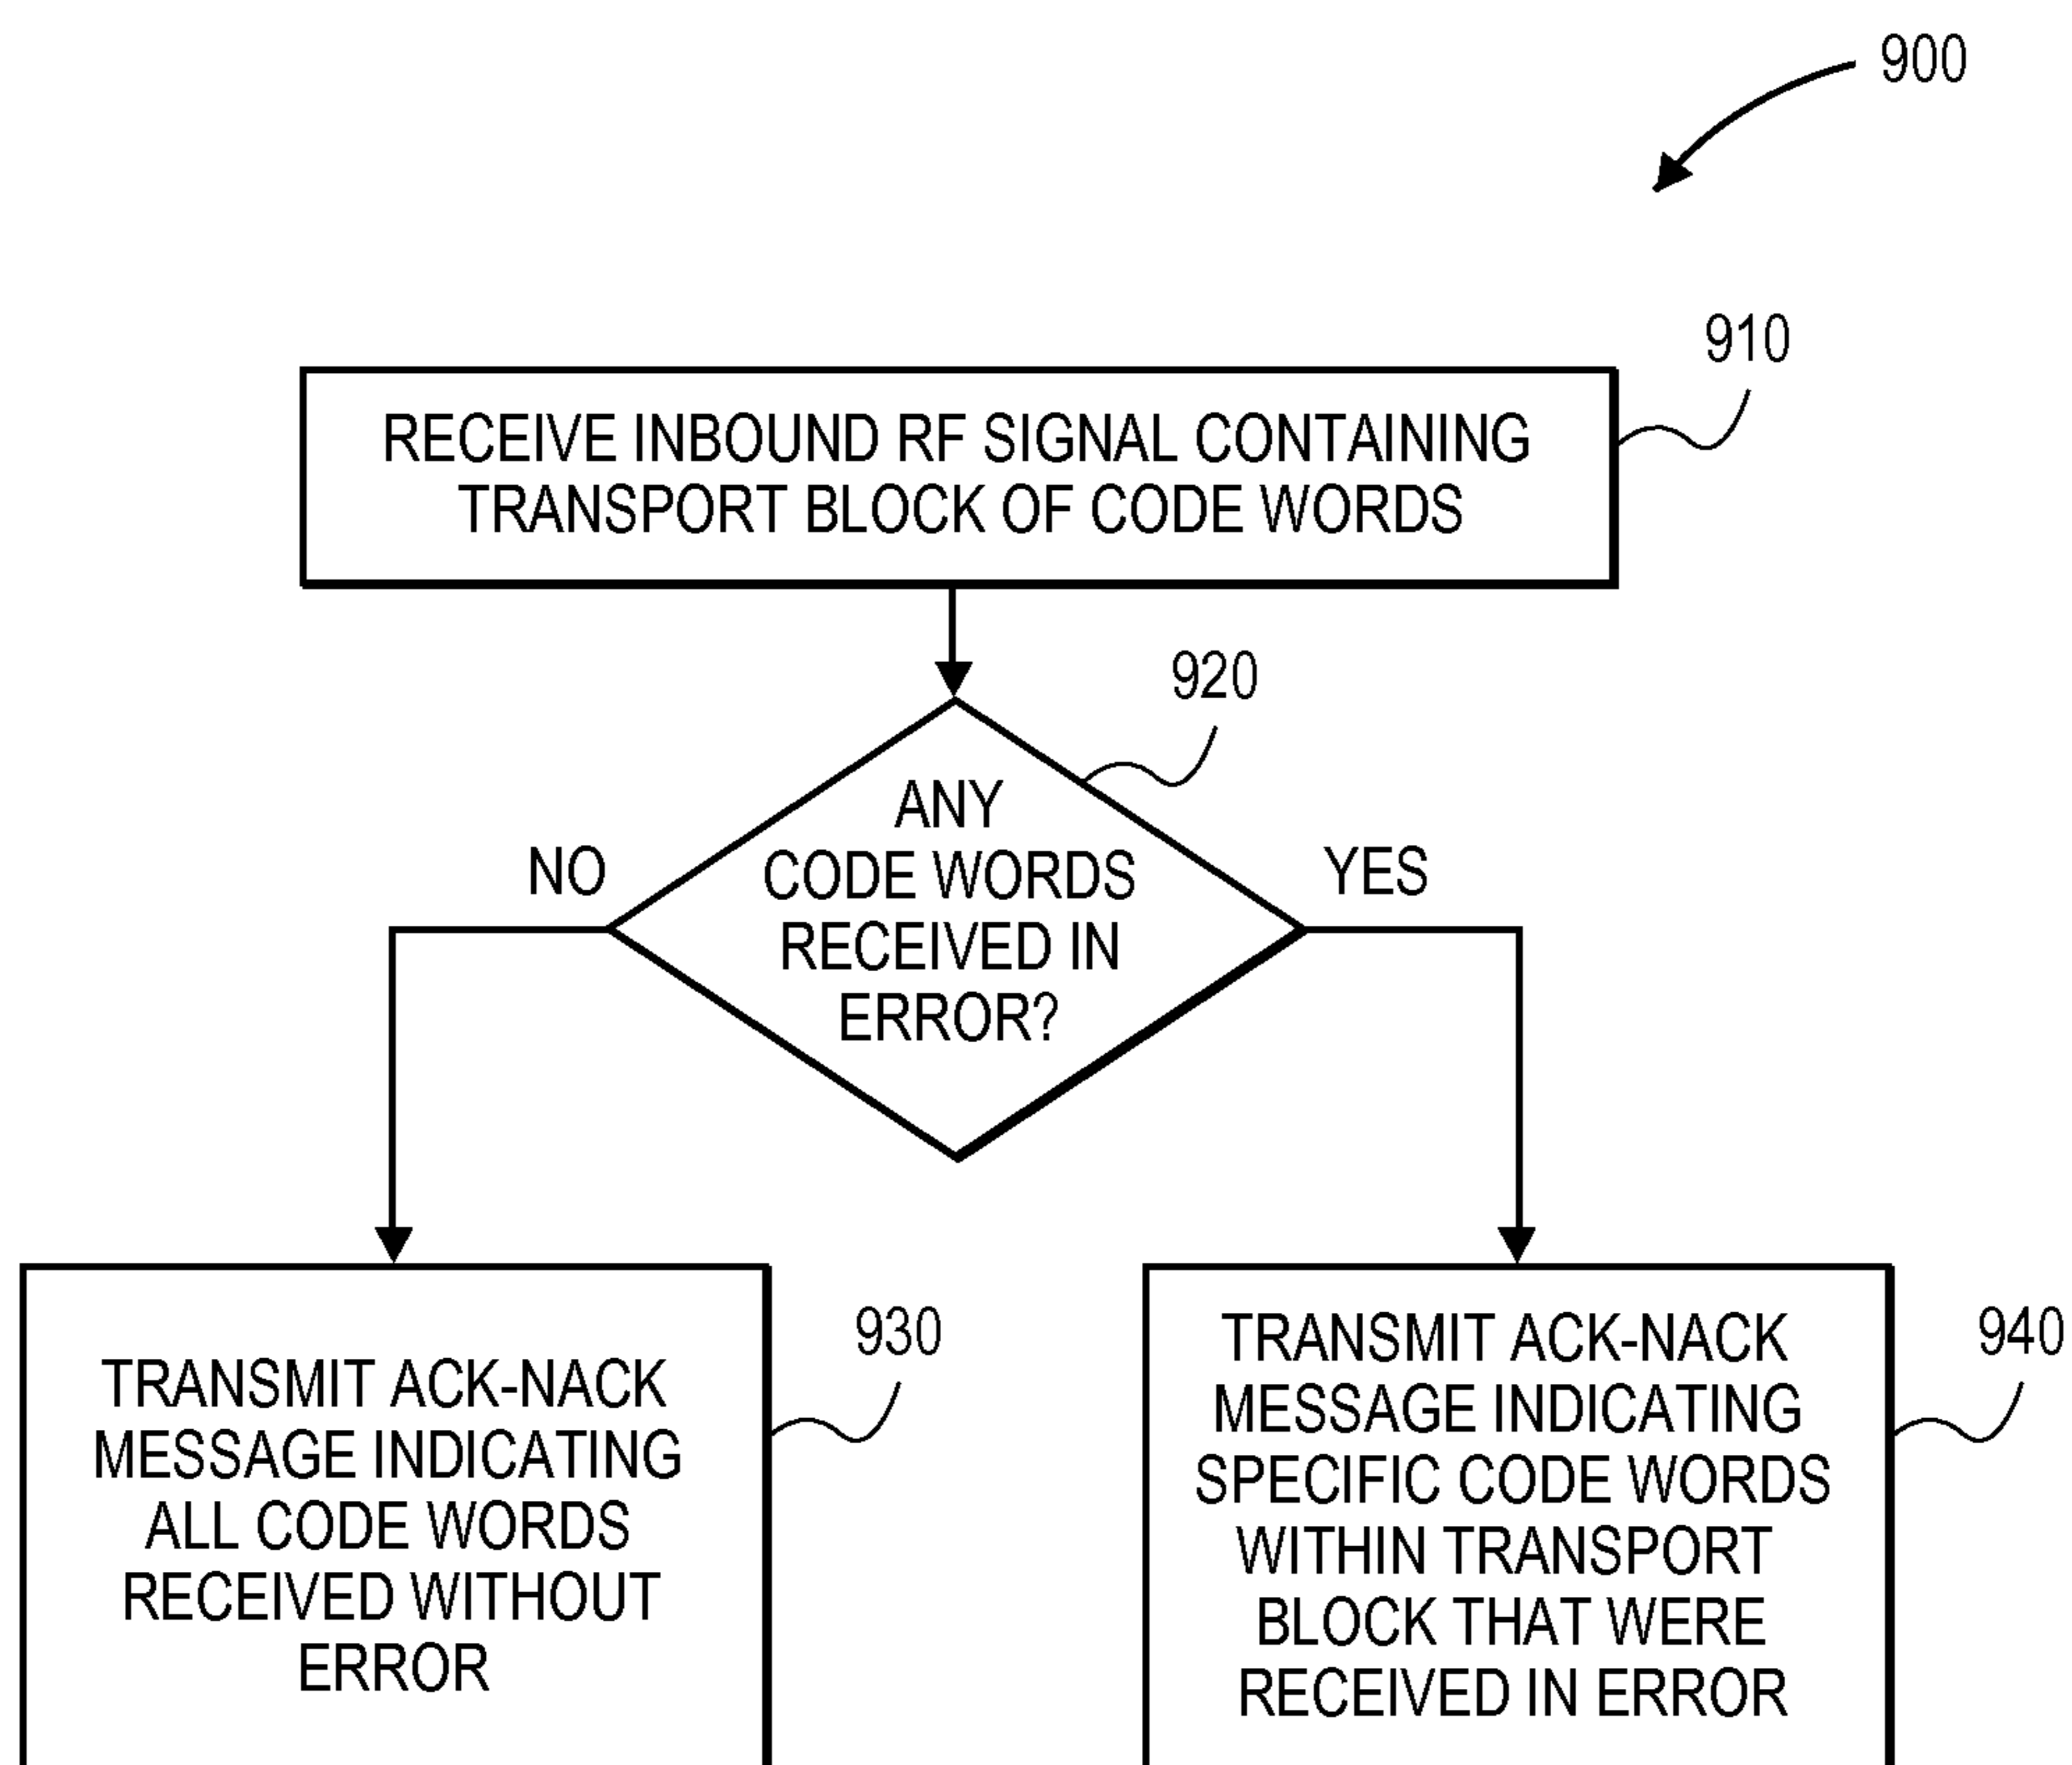 900
910
RECEIVE INBOUND RF SIGNAL CONTAINING
TRANSPORT BLOCK OF CODE WORDS
920
ANY
CODE WORDS
RECEIVED IN
ERROR?
NO
YES
930
TRANSMIT ACK-NACK
MESSAGE INDICATING
ALL CODE WORDS
RECEIVED WITHOUT
ERROR
940
TRANSMIT ACK-NACK
MESSAGE INDICATING
SPECIFIC CODE WORDS
WITHIN TRANSPORT
BLOCK THAT WERE
RECEIVED IN ERROR